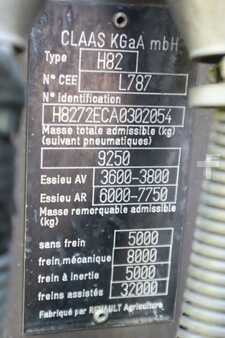 CLAAS KGaA mbH
Type H82
N° CEE L787
N° Identification
H8272ECA0302054
Masse totale admissible (kg)
(suivant pneumatiques)
9250
Essieu AV 3600-3800
Essieu AR 6000-7750
Masse remorquable admissible
(kg)
sans frein 5000
frein mécanique 8000
frein à inertie 5000
freins assistés 32000
Fabriqué par RENAULT Agriculture